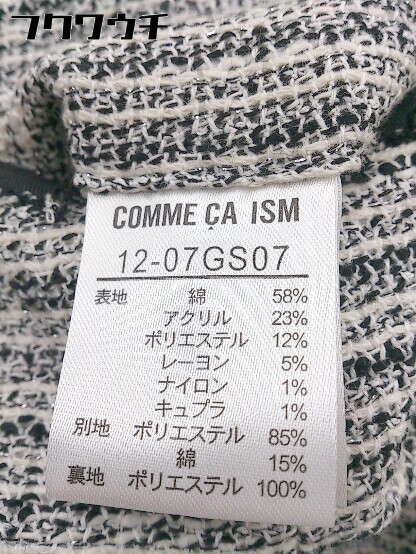 フクワウチ
COMME ÇA ISM
12-07GS07
表地 綿 58%
アクリル 23%
ポリエステル 12%
レーヨン 5%
ナイロン 1%
キュプラ 1%
別地 ポリエステル 85%
綿 15%
裏地 ポリエステル 100%